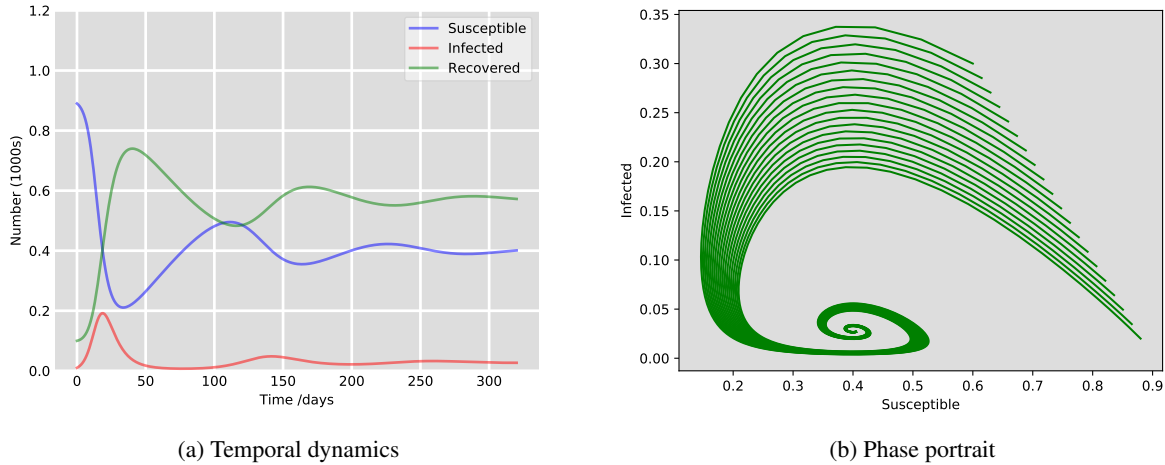 1.2
1.0
0.8
0.6
0.4
0.2
0.0
Number (1000s)
Susceptible
Infected
Recovered
0 50 100 150 200 250 300
Time /days
(a) Temporal dynamics
0.35
0.30
0.25
0.20
0.15
0.10
0.05
0.00
Infected
0.2 0.3 0.4 0.5 0.6 0.7 0.8 0.9
Susceptible
(b) Phase portrait